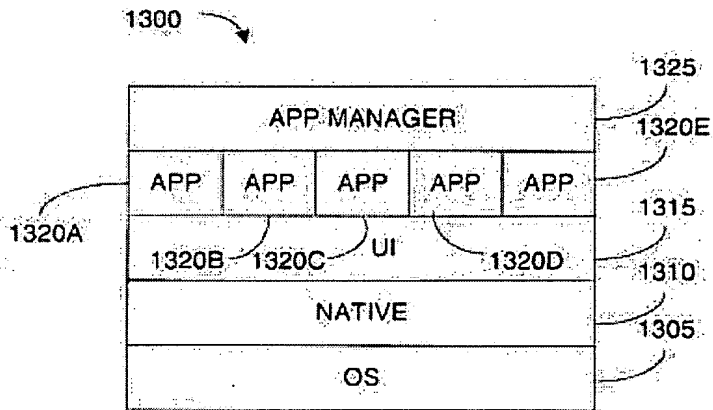 1300
1325
APP MANAGER
1320E
APP APP APP APP APP
1320A
1315
1320B 1320C UI 1320D
1310
NATIVE
1305
OS